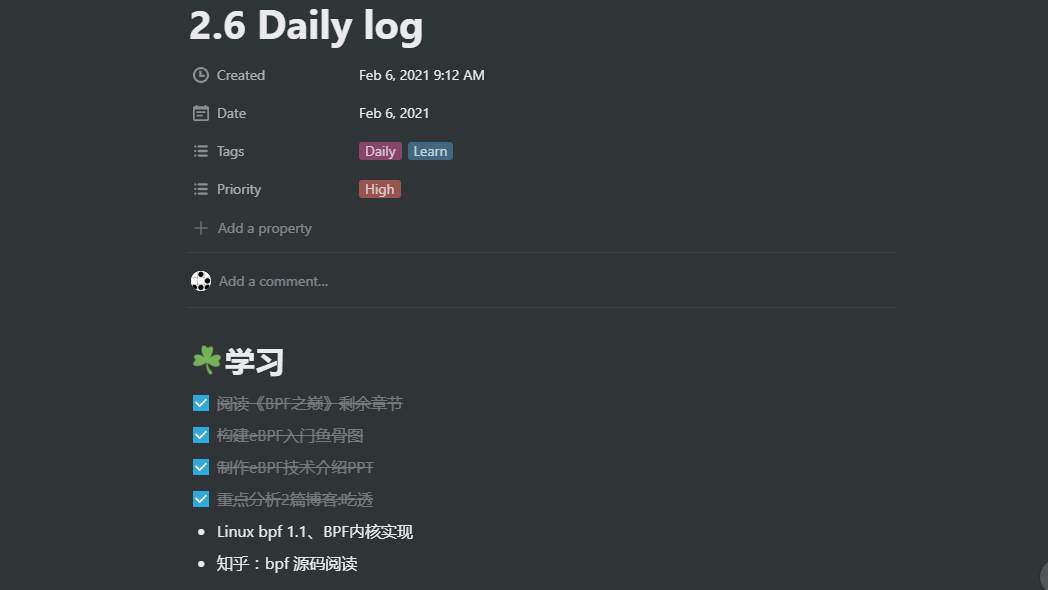 2.6 Daily log
Created Feb 6, 2021 9:12 AM
Date Feb 6, 2021
Tags Daily Learn
Priority High
Add a property
Add a comment...
学习
阅读《BPF之巅》剩余章节
构建eBPF入门鱼骨图
制作eBPF技术介绍PPT
重点分析2篇博客:吃透
Linux bpf 1.1、BPF内核实现
知乎：bpf 源码阅读